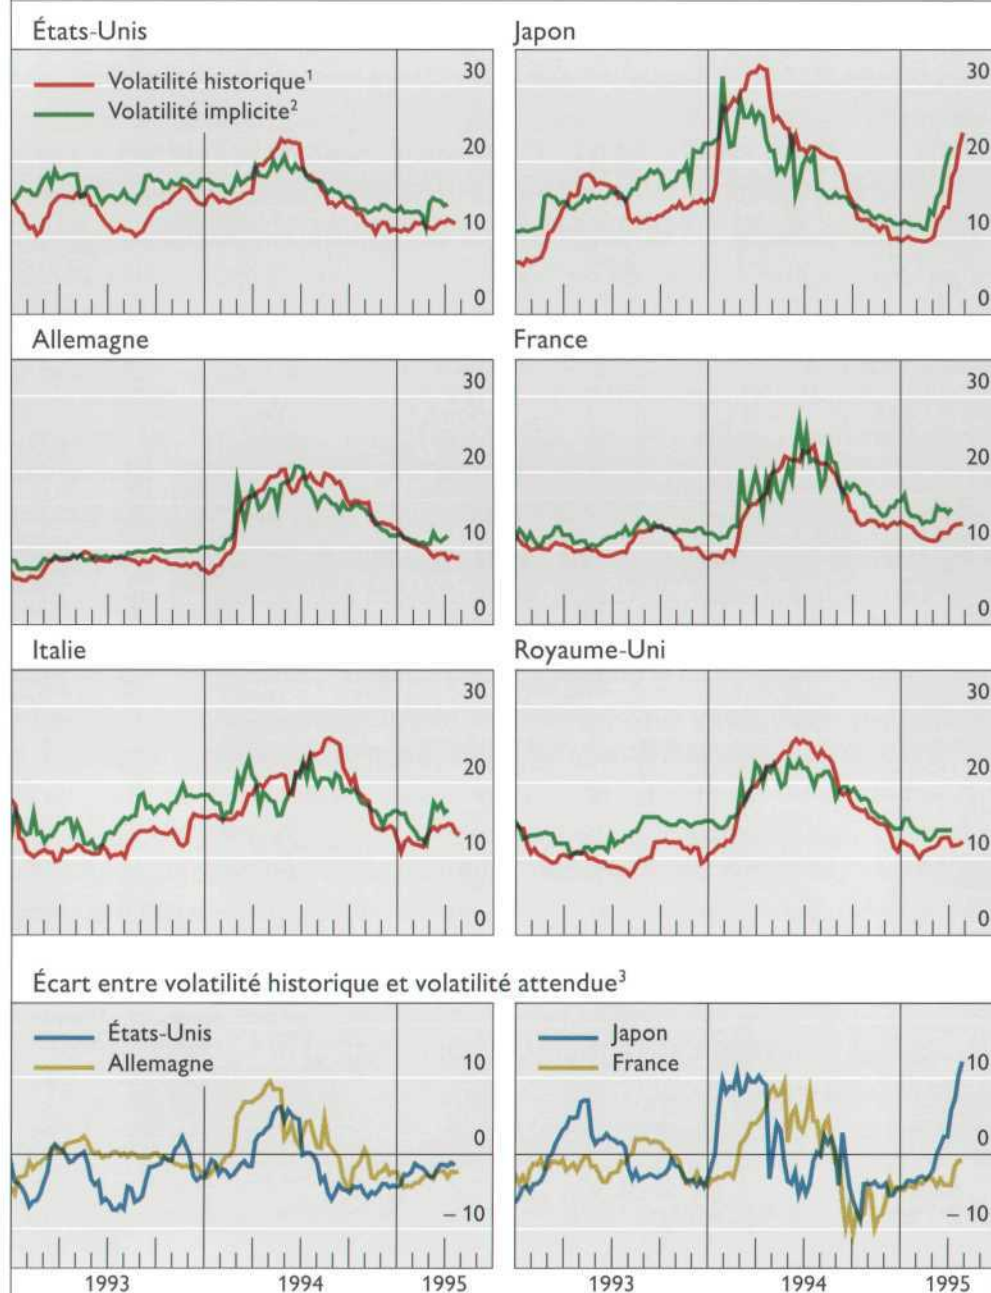 États-Unis
Volatilité historique¹
Volatilité implicite²
30
20
10
0
Japon
30
20
10
0
Allemagne
30
20
10
0
France
30
20
10
0
Italie
30
20
10
0
Royaume-Uni
30
20
10
0
Écart entre volatilité historique et volatilité attendue³
États-Unis
Allemagne
10
0
– 10
1993 1994 1995
Japon
France
10
0
– 10
1993 1994 1995